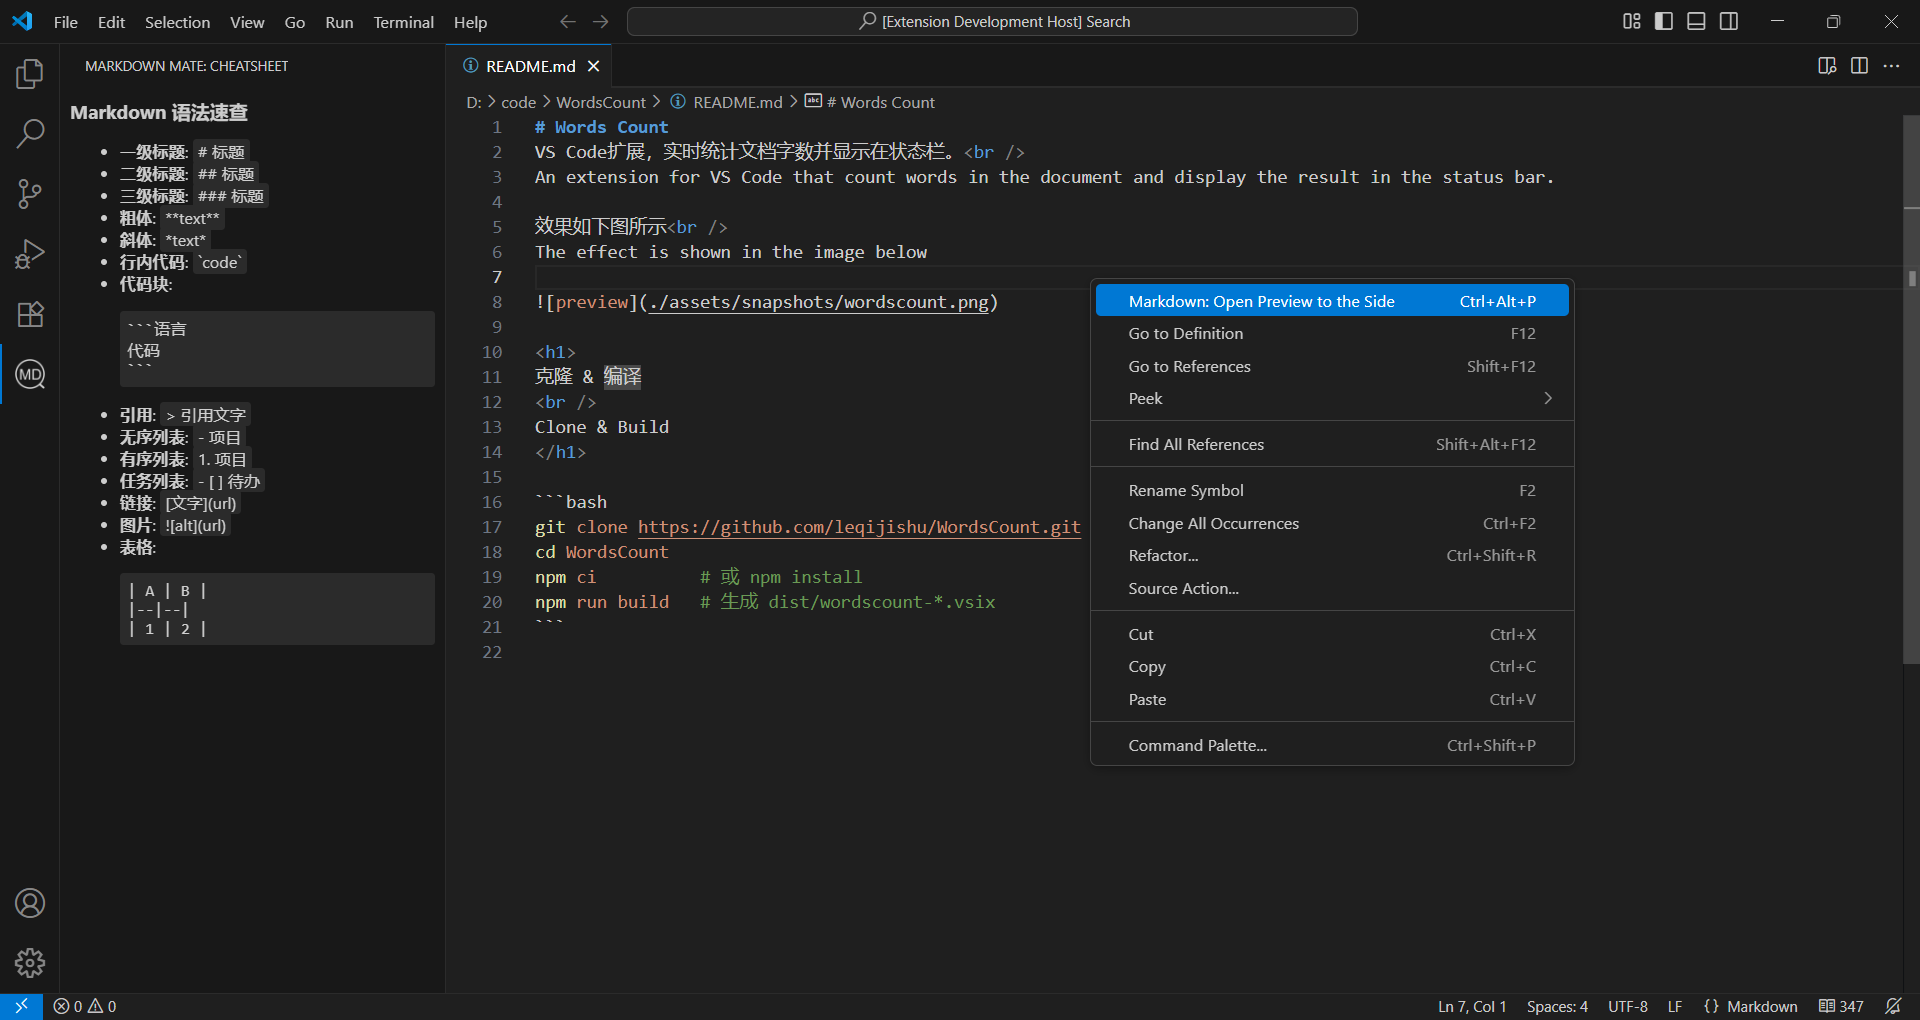 File Edit Selection View Go Run Terminal Help
[Extension Development Host] Search
MARKDOWN MATE: CHEATSHEET
Markdown 语法速查
一级标题: # 标题
二级标题: ## 标题
三级标题: ### 标题
粗体: **text**
斜体: *text*
行内代码: `code`
代码块:
```语言
代码
```
引用: > 引用文字
无序列表: - 项目
有序列表: 1. 项目
任务列表: - [ ] 待办
链接: [文字](url)
图片: ![alt](url)
表格:
| A | B |
|--|--|
| 1 | 2 |
MD
README.md
D: > code > WordsCount > README.md > # Words Count
1 # Words Count
2 VS Code扩展，实时统计文档字数并显示在状态栏。<br />
3 An extension for VS Code that count words in the document and display the result in the status bar.
4
5 效果如下图所示<br />
6 The effect is shown in the image below
7
8 ![preview](./assets/snapshots/wordscount.png)
9
10 <h1>
11 克隆 & 编译
12 <br />
13 Clone & Build
14 </h1>
15
16 ```bash
17 git clone https://github.com/leqijishu/WordsCount.git
18 cd WordsCount
19 npm ci # 或 npm install
20 npm run build # 生成 dist/wordscount-*.vsix
21 ```
22
Markdown: Open Preview to the Side Ctrl+Alt+P
Go to Definition F12
Go to References Shift+F12
Peek
Find All References Shift+Alt+F12
Rename Symbol F2
Change All Occurrences Ctrl+F2
Refactor... Ctrl+Shift+R
Source Action...
Cut Ctrl+X
Copy Ctrl+C
Paste Ctrl+V
Command Palette... Ctrl+Shift+P
0 0
Ln 7, Col 1 Spaces: 4 UTF-8 LF {} Markdown 347